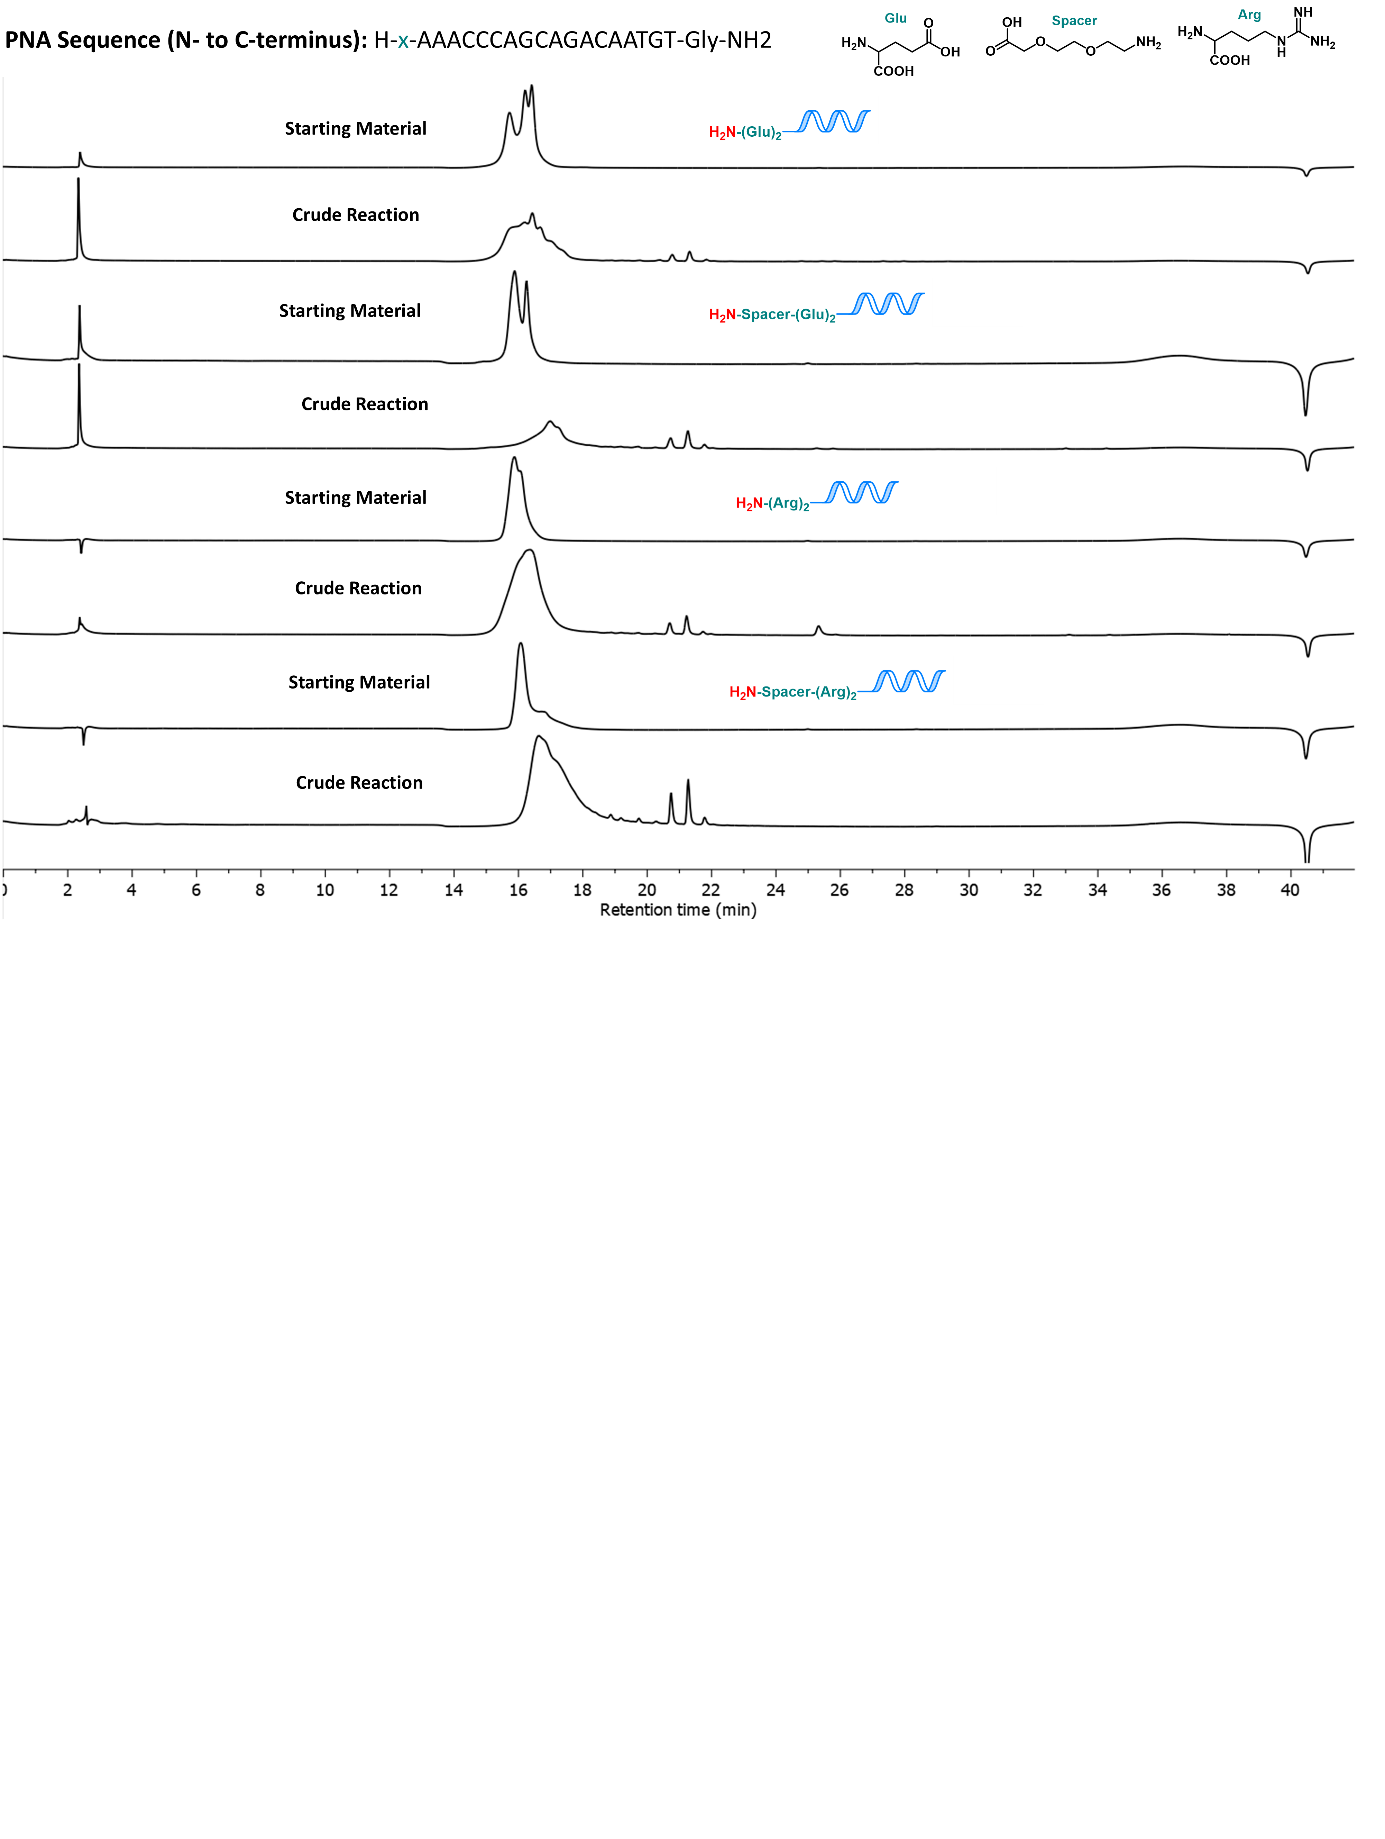 PNA Sequence (N- to C-terminus): H-x-AAACCCAGCAGACAATGT-Gly-NH2
Glu
O
H2N
OH
COOH
OH
Spacer
O
O
O
NH2
Arg
NH
H2N
N
H
NH2
COOH
Starting Material
H2N-(Glu)2
Crude Reaction
Starting Material
H2N-Spacer-(Glu)2
Crude Reaction
Starting Material
H2N-(Arg)2
Crude Reaction
Starting Material
H2N-Spacer-(Arg)2
Crude Reaction
0 2 4 6 8 10 12 14 16 18 20 22 24 26 28 30 32 34 36 38 40
Retention time (min)